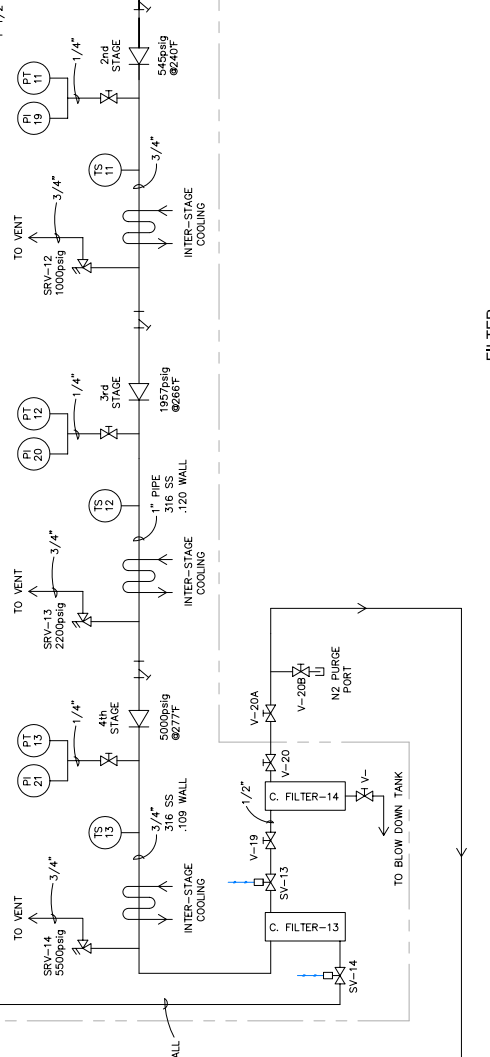 1/2"
2nd
STAGE
545psig
@240°F
PT
11
PI
19
1/4"
TS
11
3/4"
TO VENT
3/4"
SRV-12
1000psig
INTER-STAGE
COOLING
3rd
STAGE
1957psig
@266°F
PT
12
PI
20
1/4"
TS
12
1" PIPE
316 SS
.120 WALL
TO VENT
3/4"
SRV-13
2200psig
INTER-STAGE
COOLING
4th
STAGE
5000psig
@277°F
PT
13
PI
21
1/4"
TS
13
3/4"
316 SS
.109 WALL
TO VENT
3/4"
SRV-14
5500psig
INTER-STAGE
COOLING
V-20A
V-20B
N2 PURGE
PORT
V-20
1/2"
C. FILTER-14
V-
TO BLOW DOWN TANK
V-19
SV-13
C. FILTER-13
SV-14
ALL
FILTER